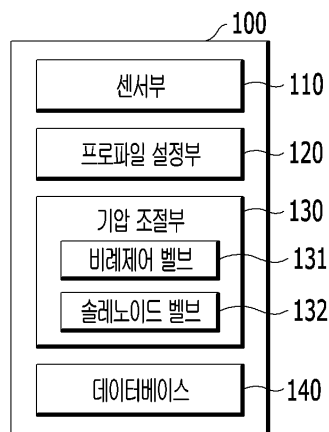 100
센서부 110
프로파일 설정부 120
기압 조절부 130
비례제어 벨브 131
솔레노이드 벨브 132
데이터베이스 140